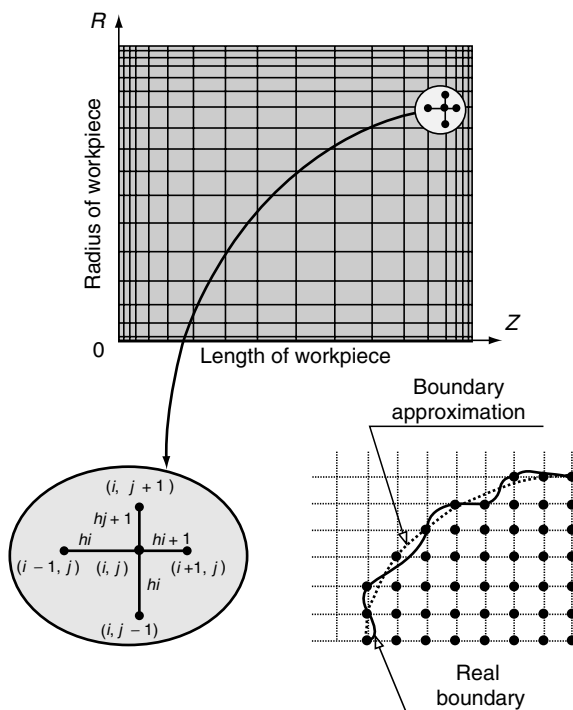 R
Radius of workpiece
0
Z
Length of workpiece
Boundary
approximation
(i, j + 1)
hj + 1
hi
hi + 1
(i − 1, j)
(i, j)
(i+1, j)
hi
(i, j − 1)
Real
boundary